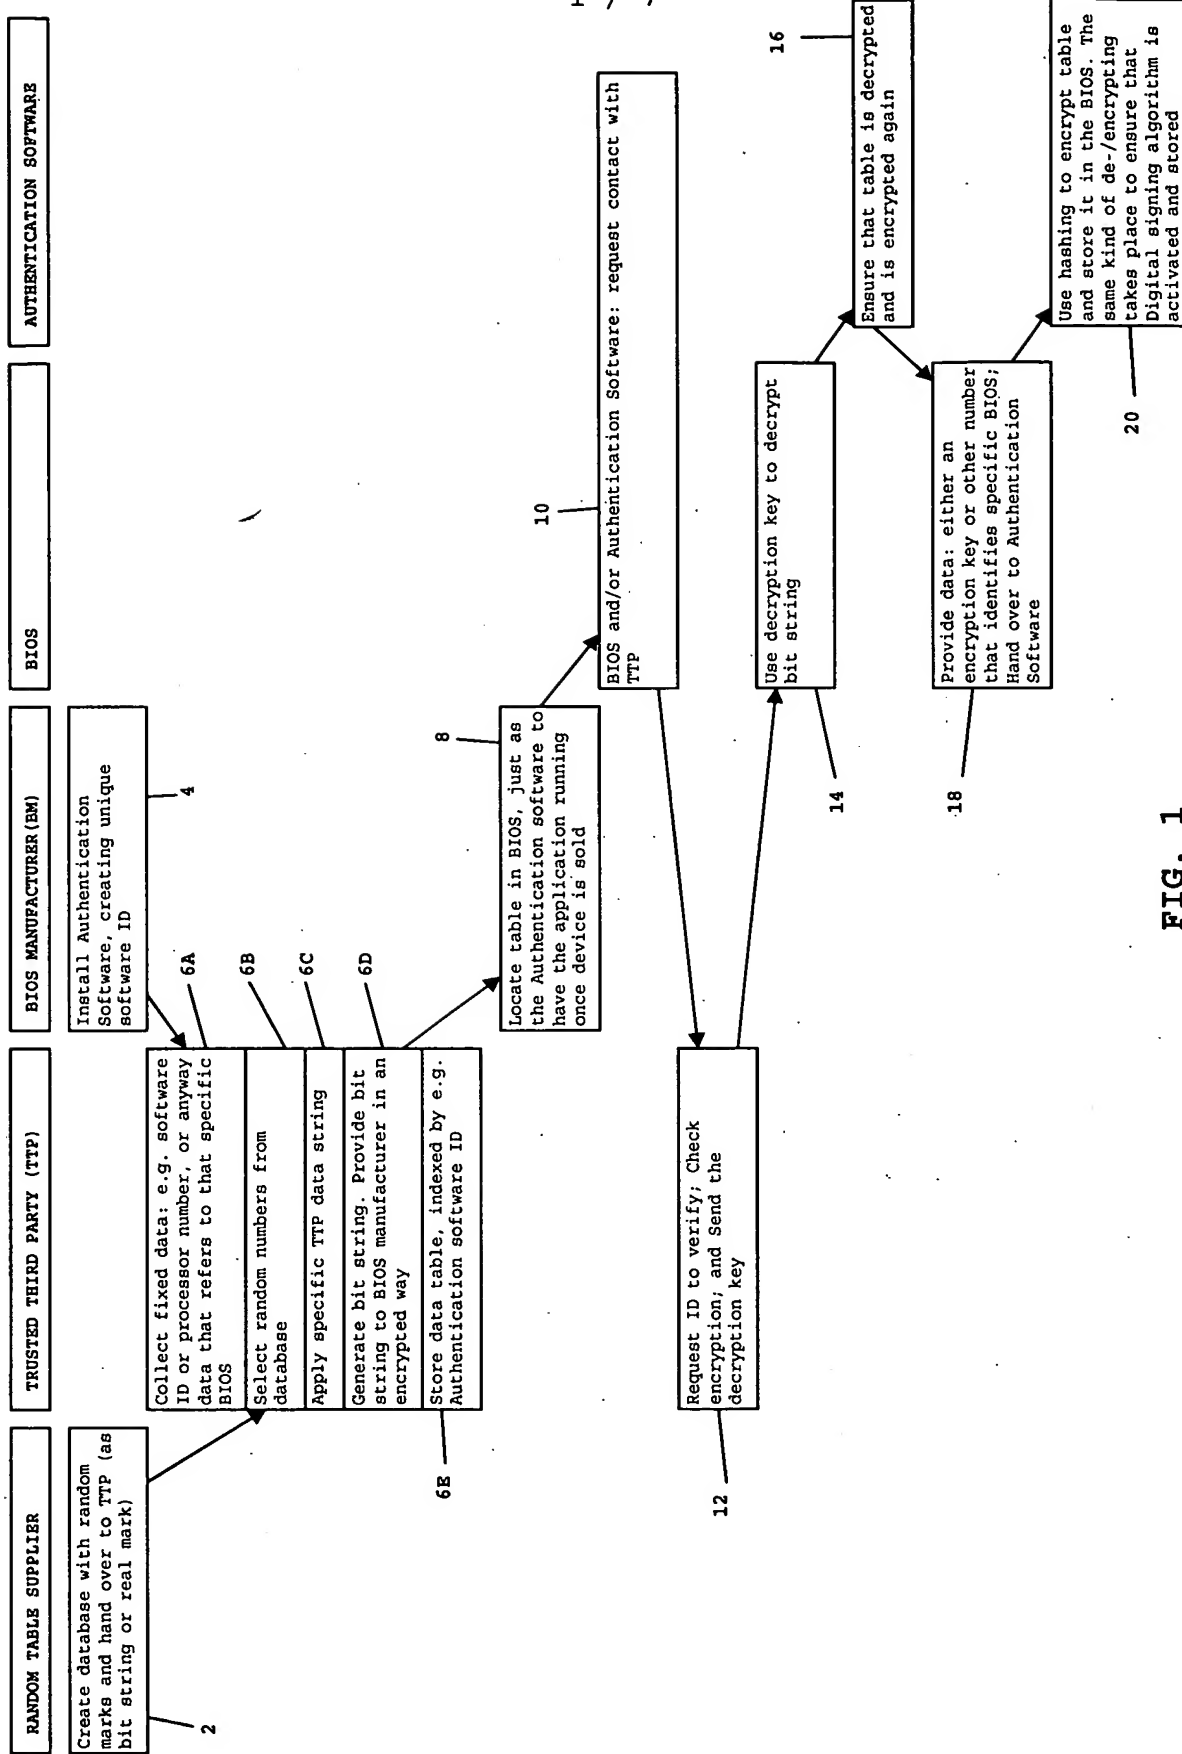 1 / 7
RANDOM TABLE SUPPLIER
TRUSTED THIRD PARTY (TTP)
BIOS MANUFACTURER(BM)
BIOS
AUTHENTICATION SOFTWARE
Create database with random
marks and hand over to TTP (as
bit string or real mark)
2
Install Authentication
Software, creating unique
software ID
4
Collect fixed data: e.g. software
ID or processor number, or anyway
data that refers to that specific
BIOS
6A
Select random numbers from
database
6B
Apply specific TTP data string
6C
Generate bit string. Provide bit
string to BIOS manufacturer in an
encrypted way
6D
Store data table, indexed by e.g.
Authentication software ID
6E
Locate table in BIOS, just as
the Authentication software to
have the application running
once device is sold
8
BIOS and/or Authentication Software: request contact with
TTP
10
Request ID to verify; Check
encryption; and Send the
decryption key
12
Use decryption key to decrypt
bit string
14
Ensure that table is decrypted
and is encrypted again
16
Provide data: either an
encryption key or other number
that identifies specific BIOS;
Hand over to Authentication
Software
18
Use hashing to encrypt table
and store it in the BIOS. The
same kind of de-/encrypting
takes place to ensure that
Digital signing algorithm is
activated and stored
20
FIG. 1